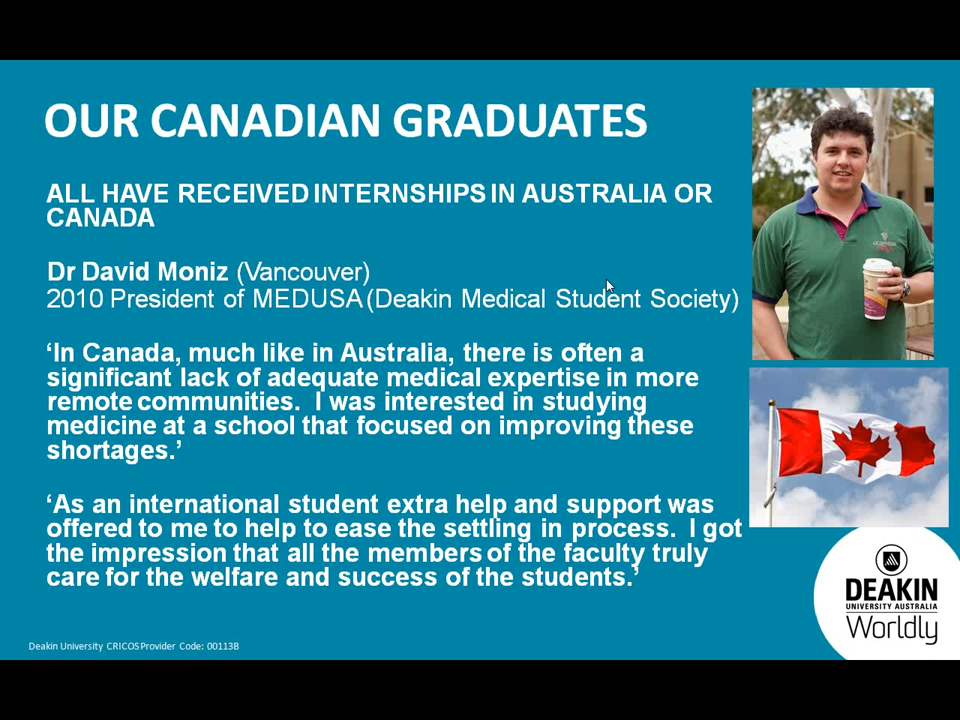 OUR CANADIAN GRADUATES
ALL HAVE RECEIVED INTERNSHIPS IN AUSTRALIA OR
CANADA
Dr David Moniz (Vancouver)
2010 President of MEDUSA (Deakin Medical Student Society)
‘In Canada, much like in Australia, there is often a
significant lack of adequate medical expertise in more
remote communities. I was interested in studying
medicine at a school that focused on improving these
shortages.’
‘As an international student extra help and support was
offered to me to help to ease the settling in process. I got
the impression that all the members of the faculty truly
care for the welfare and success of the students.’
GUINNESS
DEAKIN
UNIVERSITY AUSTRALIA
Worldly
Deakin University CRICOS Provider Code: 00113B